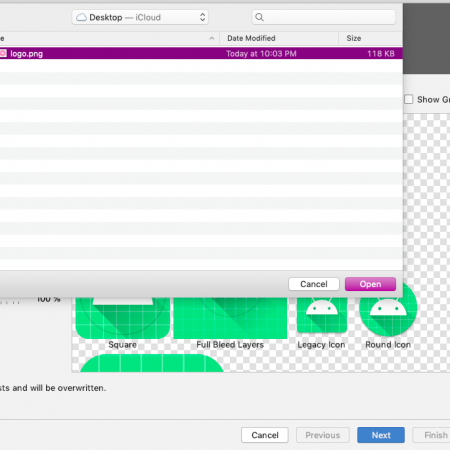 Desktop — iCloud
e
Date Modified
Size
logo.png
Today at 10:03 PM
118 KB
Show Gr
Cancel
Open
100 %
Square
Full Bleed Layers
Legacy Icon
Round Icon
sts and will be overwritten.
Cancel
Previous
Next
Finish